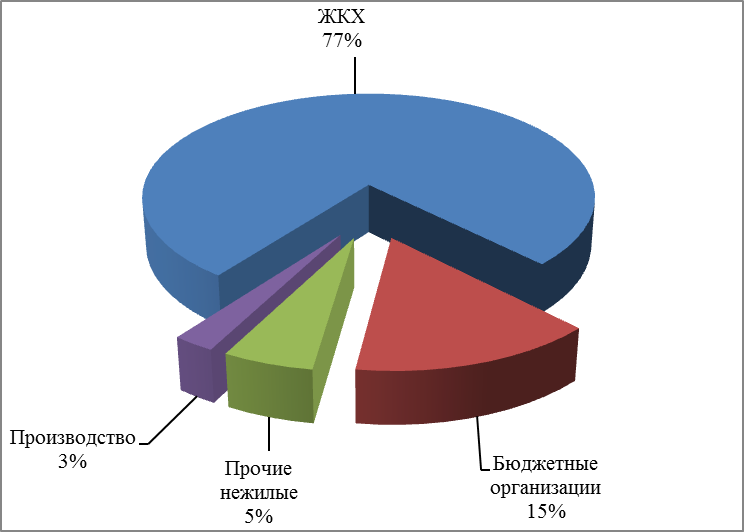 ЖКХ
77%
Производство
3%
Прочие
нежилые
5%
Бюджетные
организации
15%